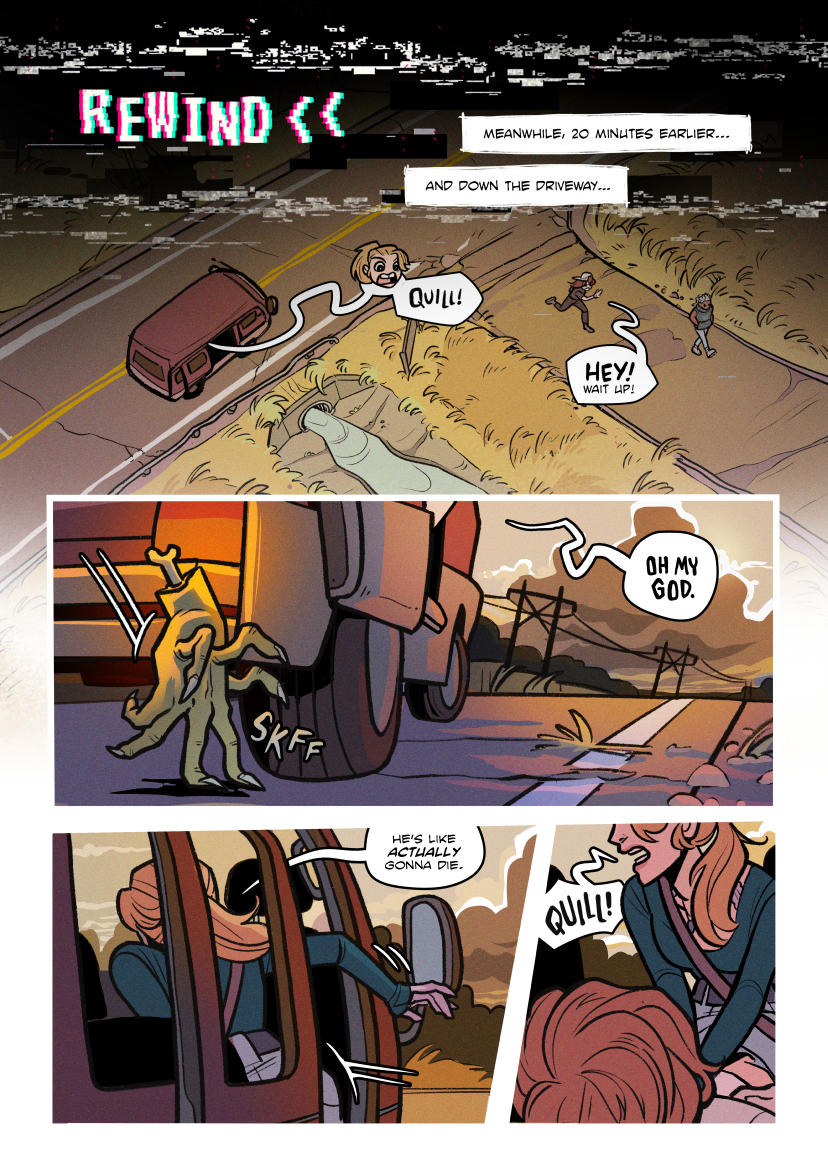 REWIND <<
MEANWHILE, 20 MINUTES EARLIER...
AND DOWN THE DRIVEWAY...
QUILL!
HEY!
WAIT UP!
OH MY
GOD.
SKFF
HE'S LIKE
ACTUALLY
GONNA DIE.
QUILL!